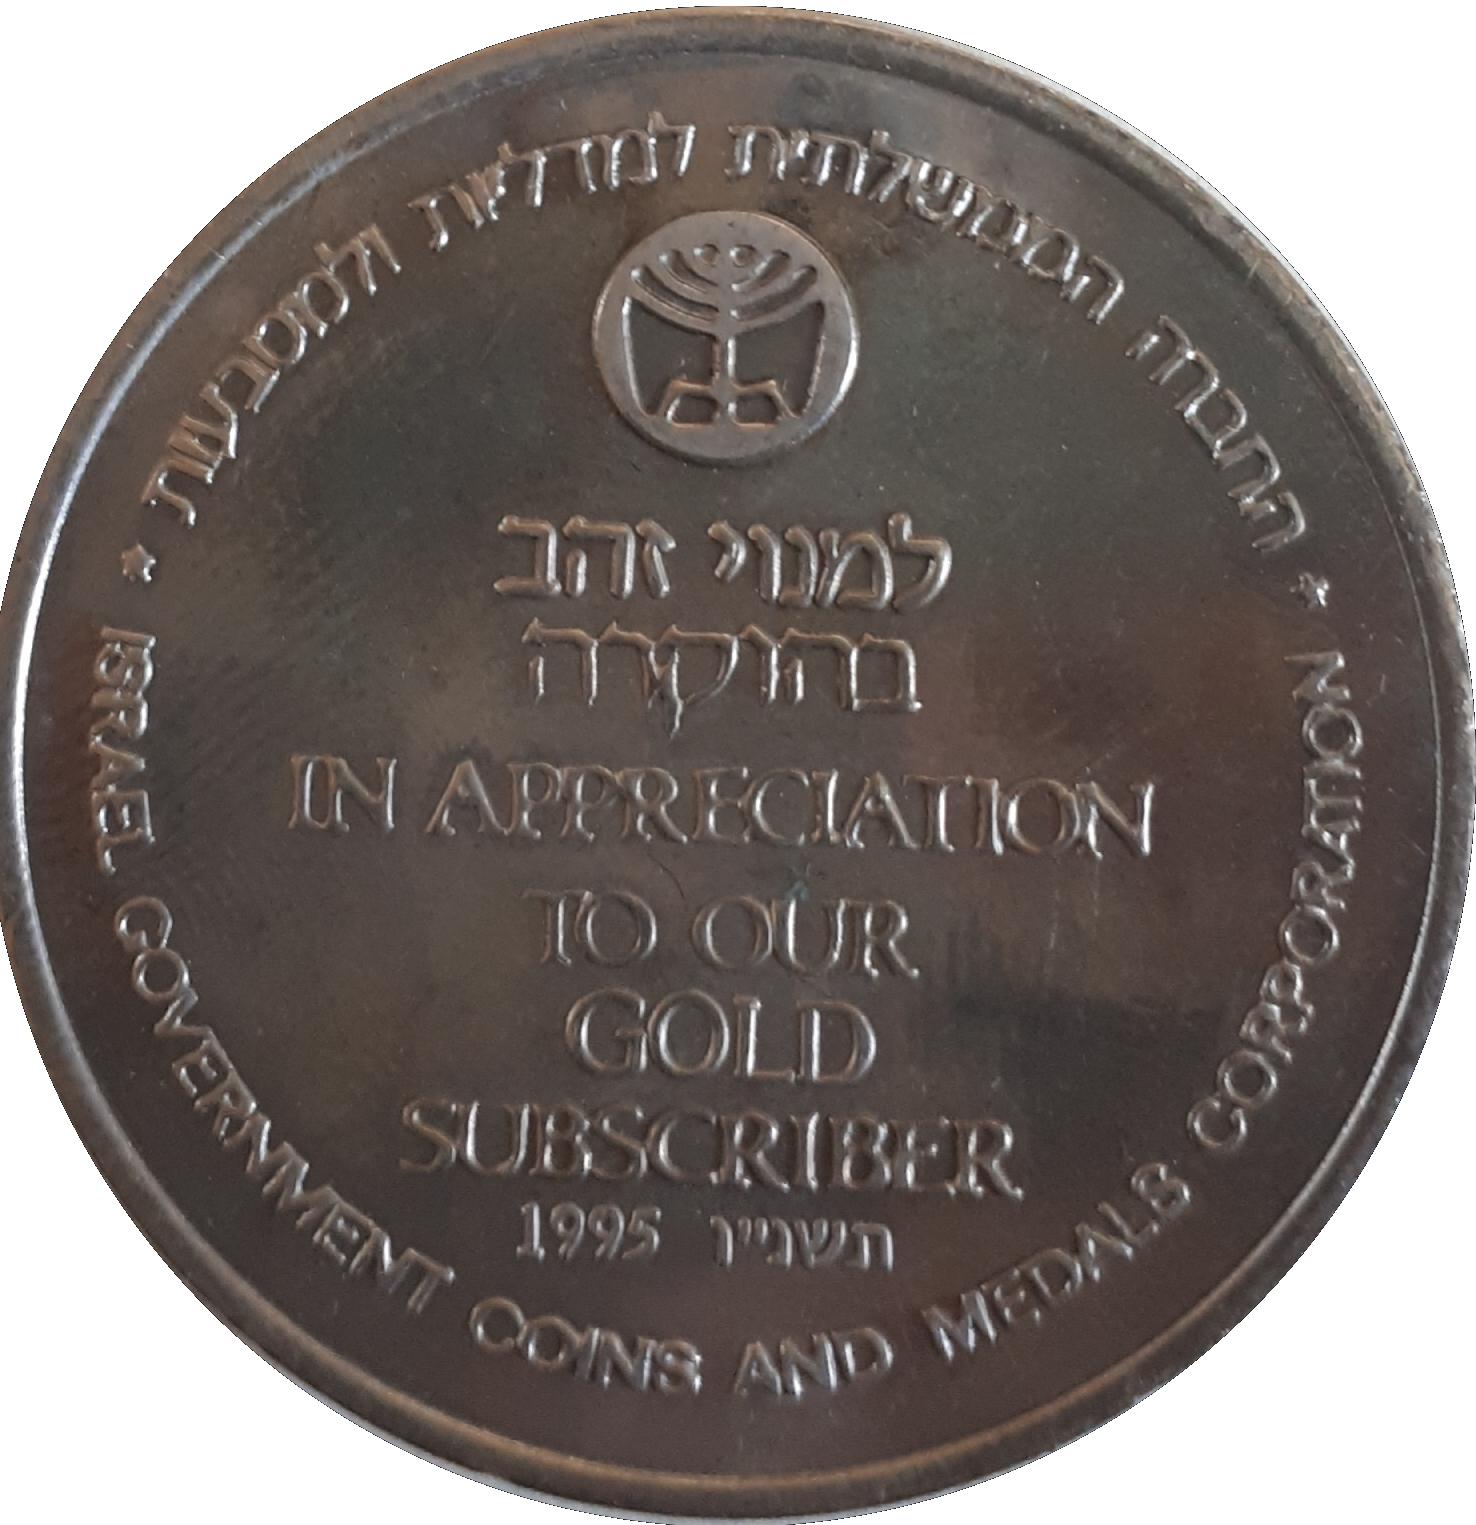 החברה הממשלתית למדליות ולמטבעות
למנוי זהב
בהוקרה
IN APPRECIATION
TO OUR
GOLD
SUBSCRIBER
1995 תשנ״ו
* ISRAEL GOVERNMENT COINS AND MEDALS CORPORATION *